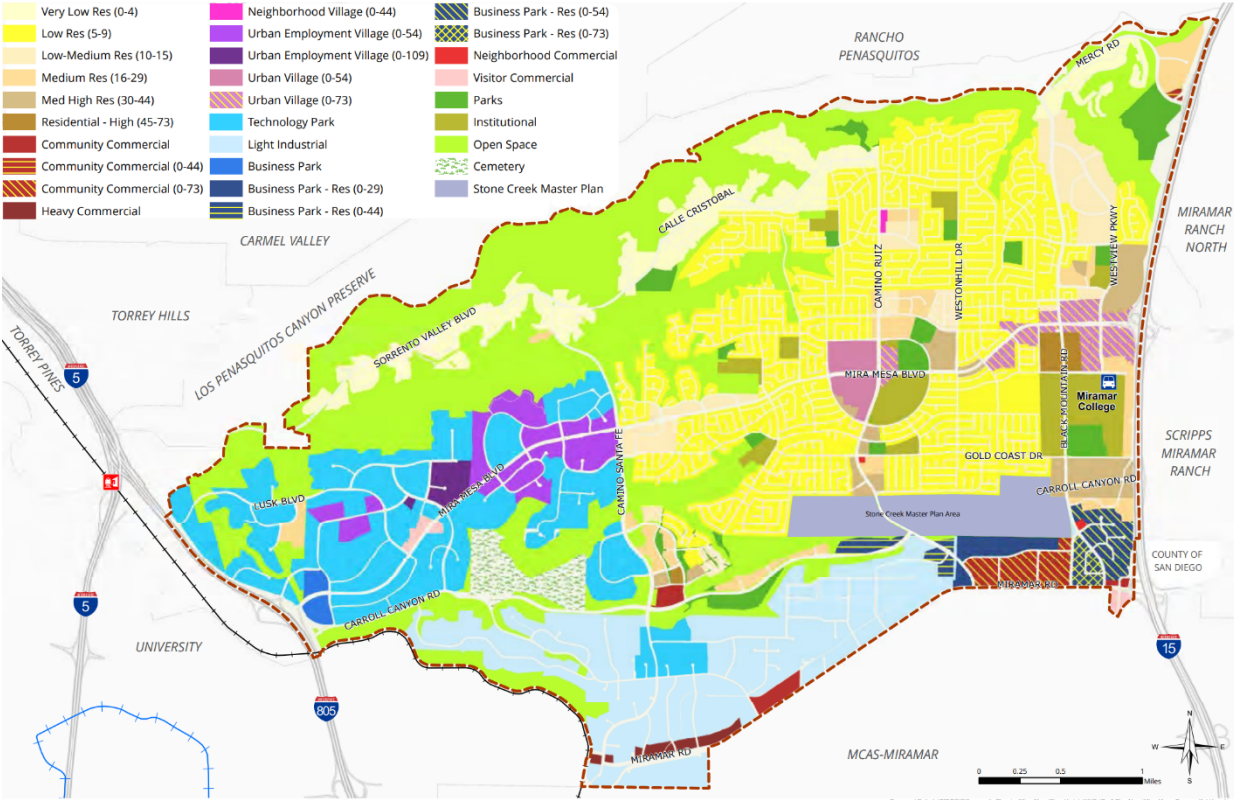 Very Low Res (0-4)
Low Res (5-9)
Low-Medium Res (10-15)
Medium Res (16-29)
Med High Res (30-44)
Residential - High (45-73)
Community Commercial
Community Commercial (0-44)
Community Commercial (0-73)
Heavy Commercial
Neighborhood Village (0-44)
Urban Employment Village (0-54)
Urban Employment Village (0-109)
Urban Village (0-54)
Urban Village (0-73)
Technology Park
Light Industrial
Business Park
Business Park - Res (0-29)
Business Park - Res (0-44)
Business Park - Res (0-54)
Business Park - Res (0-73)
Neighborhood Commercial
Visitor Commercial
Parks
Institutional
Open Space
Cemetery
Stone Creek Master Plan
RANCHO
PENASQUITOS
MERCY RD
CARMEL VALLEY
CALLE CRISTOBAL
MIRAMAR
RANCH
NORTH
WESTVIEW PKWY
CAMINO RUIZ
WESTONHILL DR
TORREY HILLS
LOS PENASQUITOS CANYON PRESERVE
SORRENTO VALLEY BLVD
TORREY PINES
5
MIRA MESA BLVD
BLACK MOUNTAIN RD
Miramar
College
SCRIPPS
MIRAMAR
RANCH
GOLD COAST DR
CAMINO SANTA FE
MIRA MESA BLVD
LUSK BLVD
CARROLL CANYON RD
Stone Creek Master Plan Area
COUNTY OF
SAN DIEGO
MIRAMAR RD
CARROLL CANYON RD
5
UNIVERSITY
15
805
MIRAMAR RD
MCAS-MIRAMAR
N
W
E
S
0
0.25
0.5
1
Miles